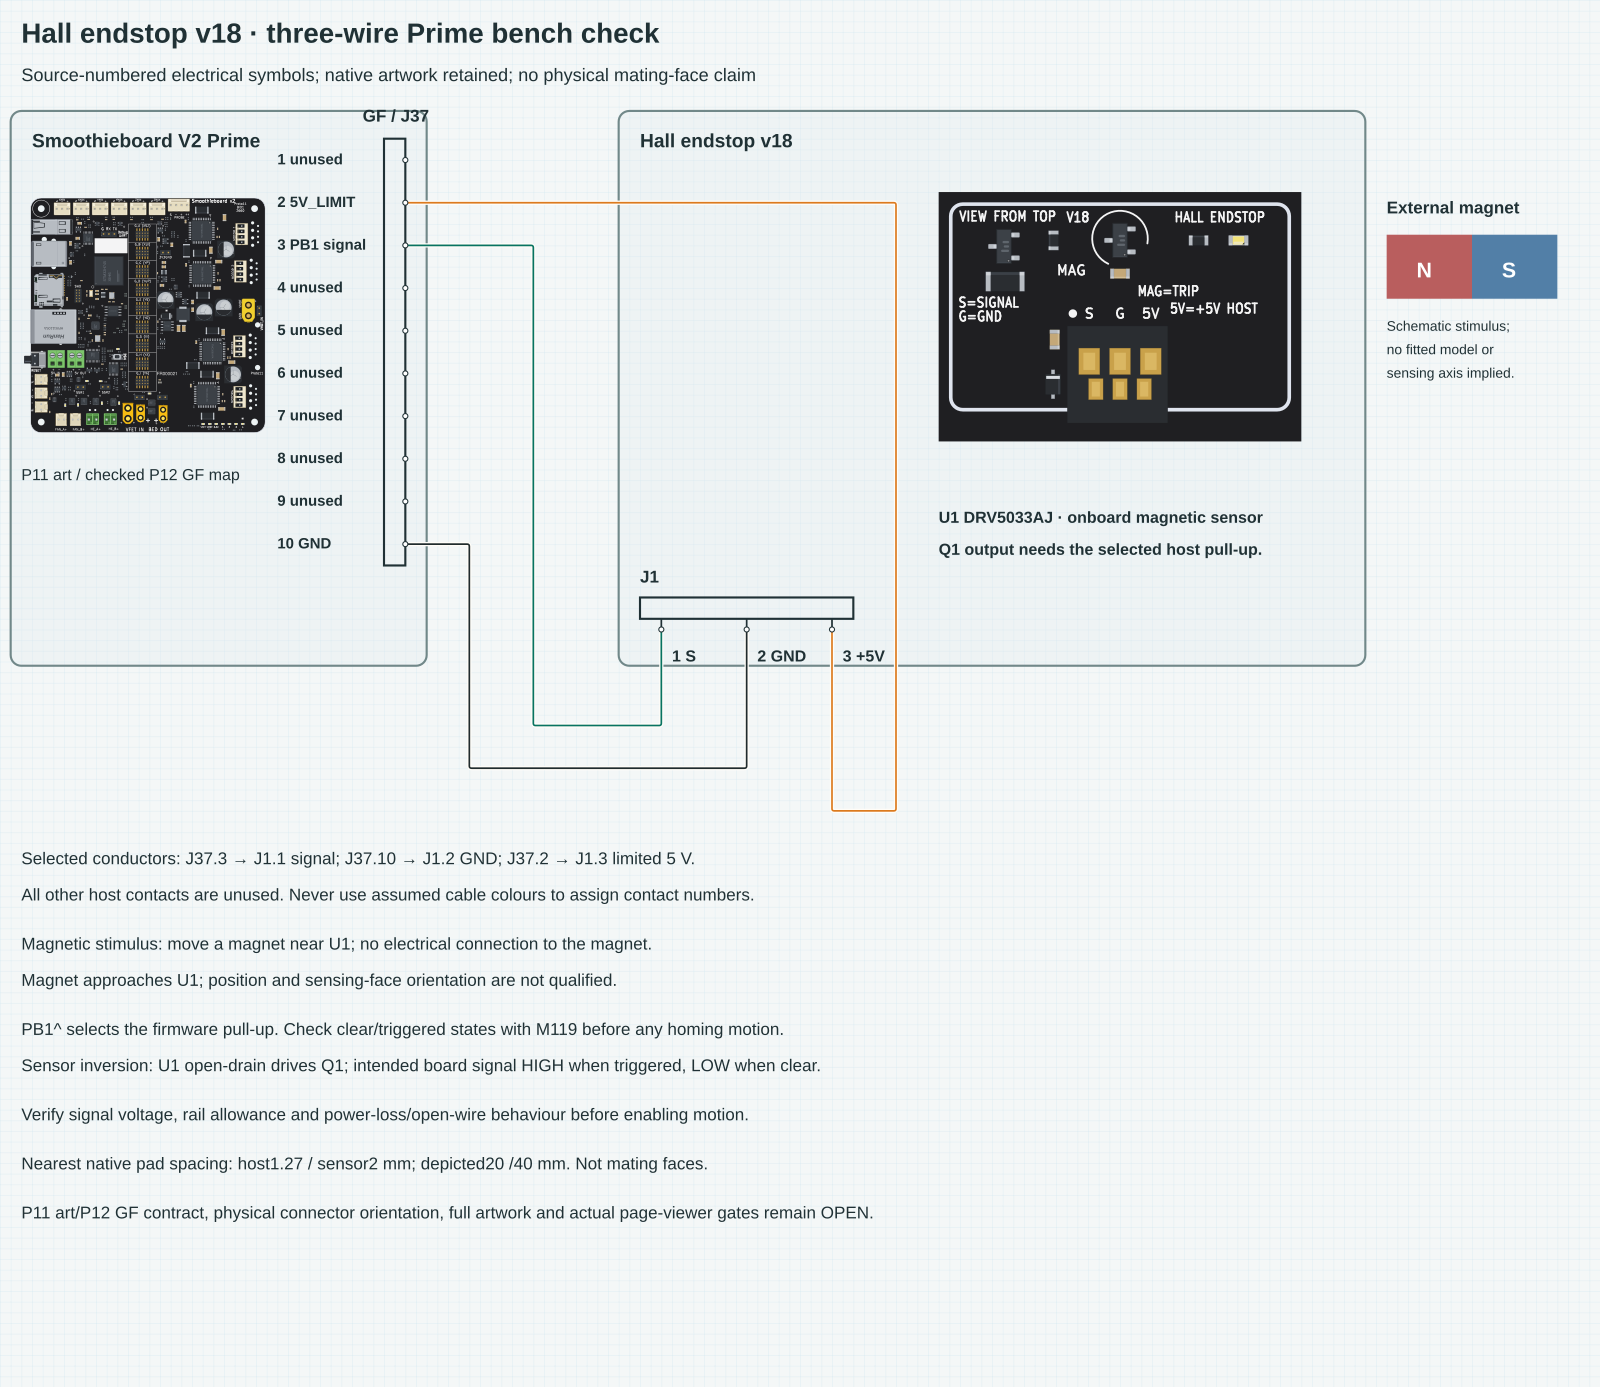 Hall endstop v18 · three-wire Prime bench check
Source-numbered electrical symbols; native artwork retained; no physical mating-face claim
GF / J37
Smoothieboard V2 Prime
1 unused
2 5V_LIMIT
3 PB1 signal
4 unused
5 unused
6 unused
7 unused
8 unused
9 unused
10 GND
Smoothieboard v2
VFET IN BED OUT
P11 art / checked P12 GF map
Hall endstop v18
VIEW FROM TOP V18
HALL ENDSTOP
MAG
MAG=TRIP
S=SIGNAL
G=GND
S G 5V
5V=+5V HOST
U1 DRV5033AJ · onboard magnetic sensor
Q1 output needs the selected host pull-up.
J1
1 S
2 GND
3 +5V
External magnet
N S
Schematic stimulus;
no fitted model or
sensing axis implied.
Selected conductors: J37.3 → J1.1 signal; J37.10 → J1.2 GND; J37.2 → J1.3 limited 5 V.
All other host contacts are unused. Never use assumed cable colours to assign contact numbers.
Magnetic stimulus: move a magnet near U1; no electrical connection to the magnet.
Magnet approaches U1; position and sensing-face orientation are not qualified.
PB1^ selects the firmware pull-up. Check clear/triggered states with M119 before any homing motion.
Sensor inversion: U1 open-drain drives Q1; intended board signal HIGH when triggered, LOW when clear.
Verify signal voltage, rail allowance and power-loss/open-wire behaviour before enabling motion.
Nearest native pad spacing: host1.27 / sensor2 mm; depicted20 /40 mm. Not mating faces.
P11 art/P12 GF contract, physical connector orientation, full artwork and actual page-viewer gates remain OPEN.